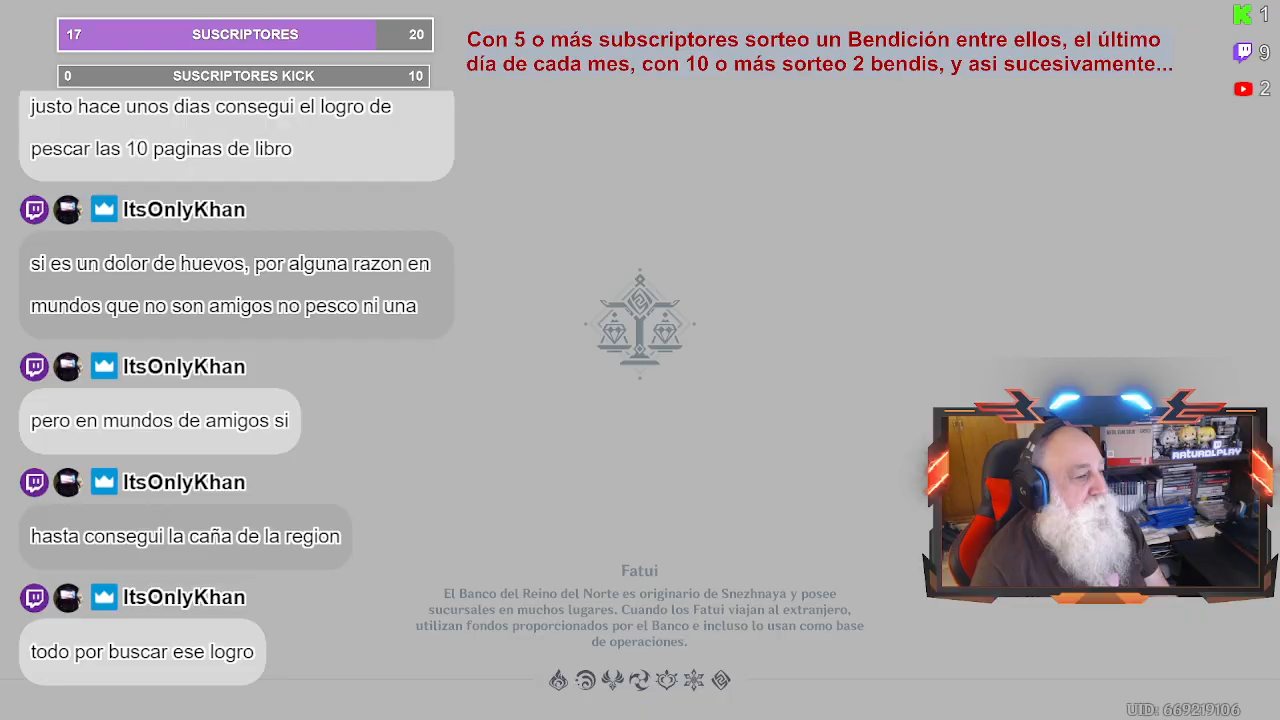 17 SUSCRIPTORES 20
0 SUSCRIPTORES KICK 10
Con 5 o más subscriptores sorteo un Bendición entre ellos, el último
día de cada mes, con 10 o más sorteo 2 bendis, y asi sucesivamente...
1
9
2
justo hace unos dias consegui el logro de
pescar las 10 paginas de libro
ItsOnlyKhan
si es un dolor de huevos, por alguna razon en
mundos que no son amigos no pesco ni una
ItsOnlyKhan
pero en mundos de amigos si
ItsOnlyKhan
hasta consegui la caña de la region
ItsOnlyKhan
todo por buscar ese logro
RATUROLPLAY
Fatui
El Banco del Reino del Norte es originario de Snezhnaya y posee
sucursales en muchos lugares. Cuando los Fatui viajan al extranjero,
utilizan fondos proporcionados por el Banco e incluso lo usan como base
de operaciones.
UID: 669219106